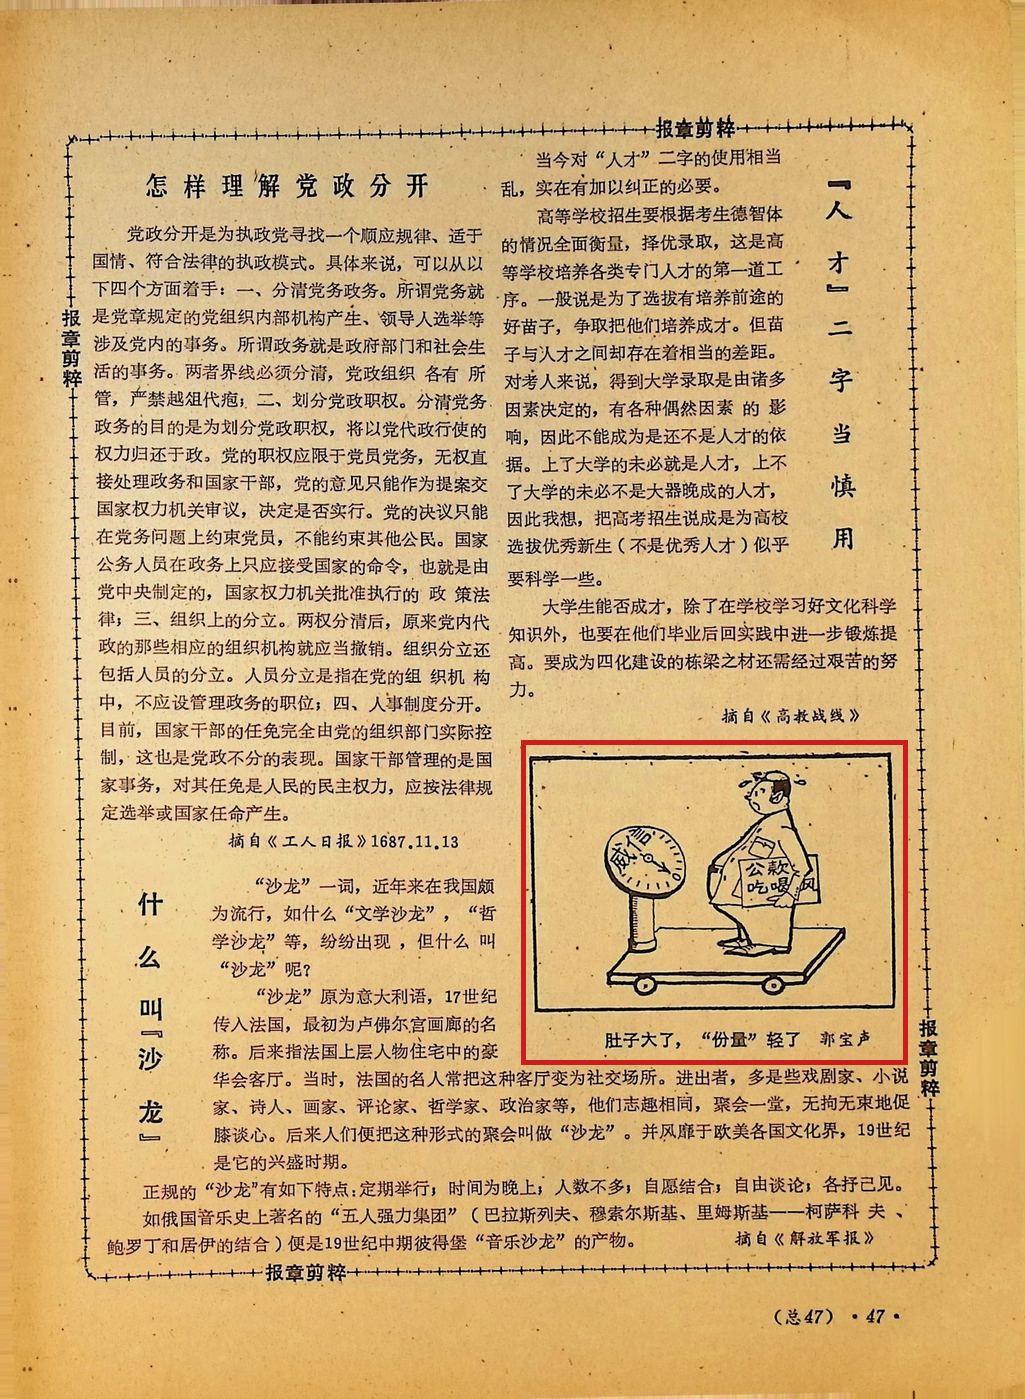 报章剪粹
怎样理解党政分开
党政分开是为执政党寻找一个顺应规律、适于
国情、符合法律的执政模式。具体来说，可以从以
下四个方面着手：一、分清党务政务。所谓党务就
是党章规定的党组织内部机构产生、领导人选举等
涉及党内的事务。所谓政务就是政府部门和社会生
活的事务。两者界线必须分清，党政组织各有所
管，严禁越俎代疱；二、划分党政职权。分清党务
政务的目的是为划分党政职权，将以党代政行使的
权力归还于政。党的职权应限于党员党务，无权直
接处理政务和国家干部，党的意见只能作为提案交
国家权力机关审议，决定是否实行。党的决议只能
在党务问题上约束党员，不能约束其他公民。国家
公务人员在政务上只应接受国家的命令，也就是由
党中央制定的，国家权力机关批准执行的政策法
律；三、组织上的分立。两权分清后，原来党内代
政的那些相应的组织机构就应当撤销。组织分立还
包括人员的分立。人员分立是指在党的组织机构
中，不应设管理政务的职位；四、人事制度分开。
目前，国家干部的任免完全由党的组织部门实际控
制，这也是党政不分的表现。国家干部管理的是国
家事务，对其任免是人民的民主权力，应按法律规
定选举或国家任命产生。
摘自《工人日报》1687.11.13
报章剪粹
『人才』二字当慎用
当今对“人才”二字的使用相当
乱，实在有加以纠正的必要。
高等学校招生要根据考生德智体
的情况全面衡量，择优录取，这是高
等学校培养各类专门人才的第一道工
序。一般说是为了选拔有培养前途的
好苗子，争取把他们培养成才。但苗
子与人才之间却存在着相当的差距。
对考人来说，得到大学录取是由诸多
因素决定的，有各种偶然因素的影
响，因此不能成为是还不是人才的依
据。上了大学的未必就是人才，上不
了大学的未必不是大器晚成的人才，
因此我想，把高考招生说成是为高校
选拔优秀新生（不是优秀人才）似乎
要科学一些。
大学生能否成才，除了在学校学习好文化科学
知识外，也要在他们毕业后回实践中进一步锻炼提
高。要成为四化建设的栋梁之材还需经过艰苦的努
力。
摘自《高教战线》
威信
公款
吃喝风
肚子大了，“份量”轻了 郭宝声
什么叫『沙龙』
“沙龙”一词，近年来在我国颇
为流行，如什么“文学沙龙”，“哲
学沙龙”等，纷纷出现，但什么叫
“沙龙”呢？
“沙龙”原为意大利语，17世纪
传入法国，最初为卢佛尔宫画廊的名
称。后来指法国上层人物住宅中的豪
华会客厅。当时，法国的名人常把这种客厅变为社交场所。进出者，多是些戏剧家、小说
家、诗人、画家、评论家、哲学家、政治家等，他们志趣相同，聚会一堂，无拘无束地促
膝谈心。后来人们便把这种形式的聚会叫做“沙龙”。并风靡于欧美各国文化界，19世纪
是它的兴盛时期。
正规的“沙龙”有如下特点：定期举行；时间为晚上；人数不多；自愿结合；自由谈论；各抒己见。
如俄国音乐史上著名的“五人强力集团”（巴拉斯列夫、穆索尔斯基、里姆斯基——柯萨科夫、
鲍罗丁和居伊的结合）便是19世纪中期彼得堡“音乐沙龙”的产物。
摘自《解放军报》
报章剪粹
报章剪粹
（总47）·47·